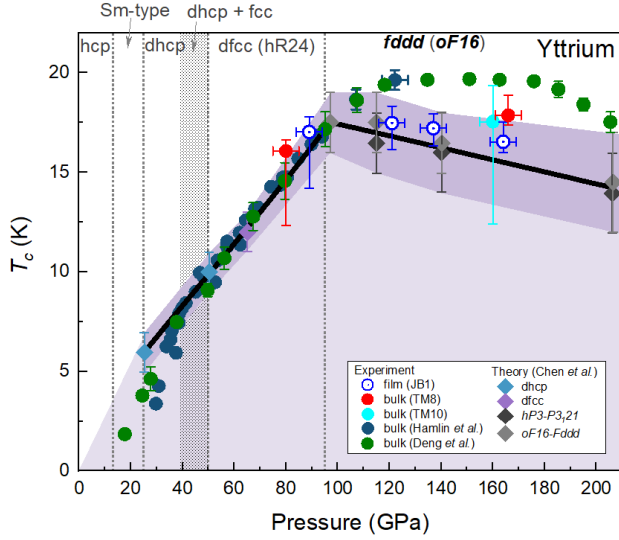 Sm-type
dhcp + fcc
hcp
dhcp
dfcc (hR24)
fddd (oF16)
Yttrium
20
15
10
5
0
T_c (K)
0 20 40 60 80 100 120 140 160 180 200
Pressure (GPa)
Experiment
film (JB1)
bulk (TM8)
bulk (TM10)
bulk (Hamlin et al.)
bulk (Deng et al.)
Theory (Chen et al.)
dhcp
dfcc
hP3-P3₁21
oF16-Fddd